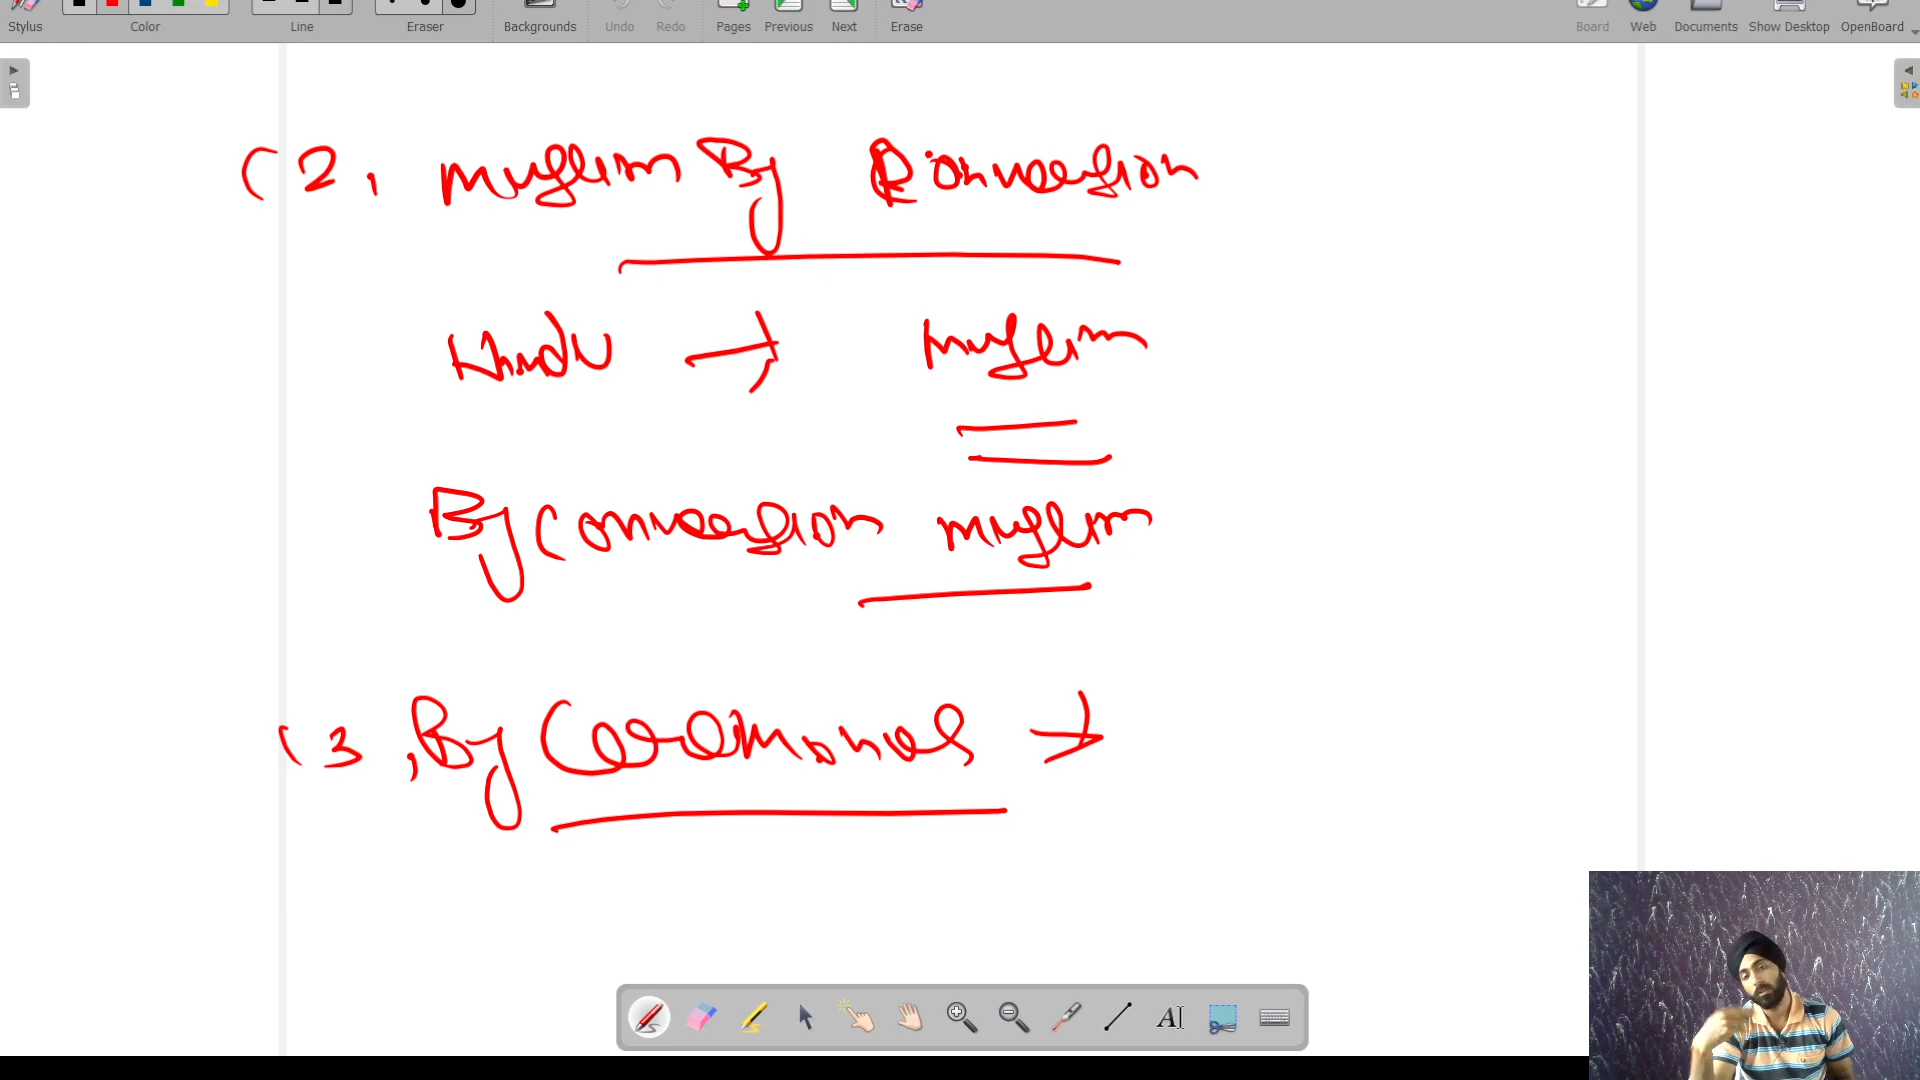 Stylus Color Line Eraser Backgrounds Undo Redo Pages Previous Next Erase Board Web Documents Show Desktop OpenBoard
(2, Muslim By Conversion
Hindu → Muslim
By Conversion Muslim
(3, By Ceremones →